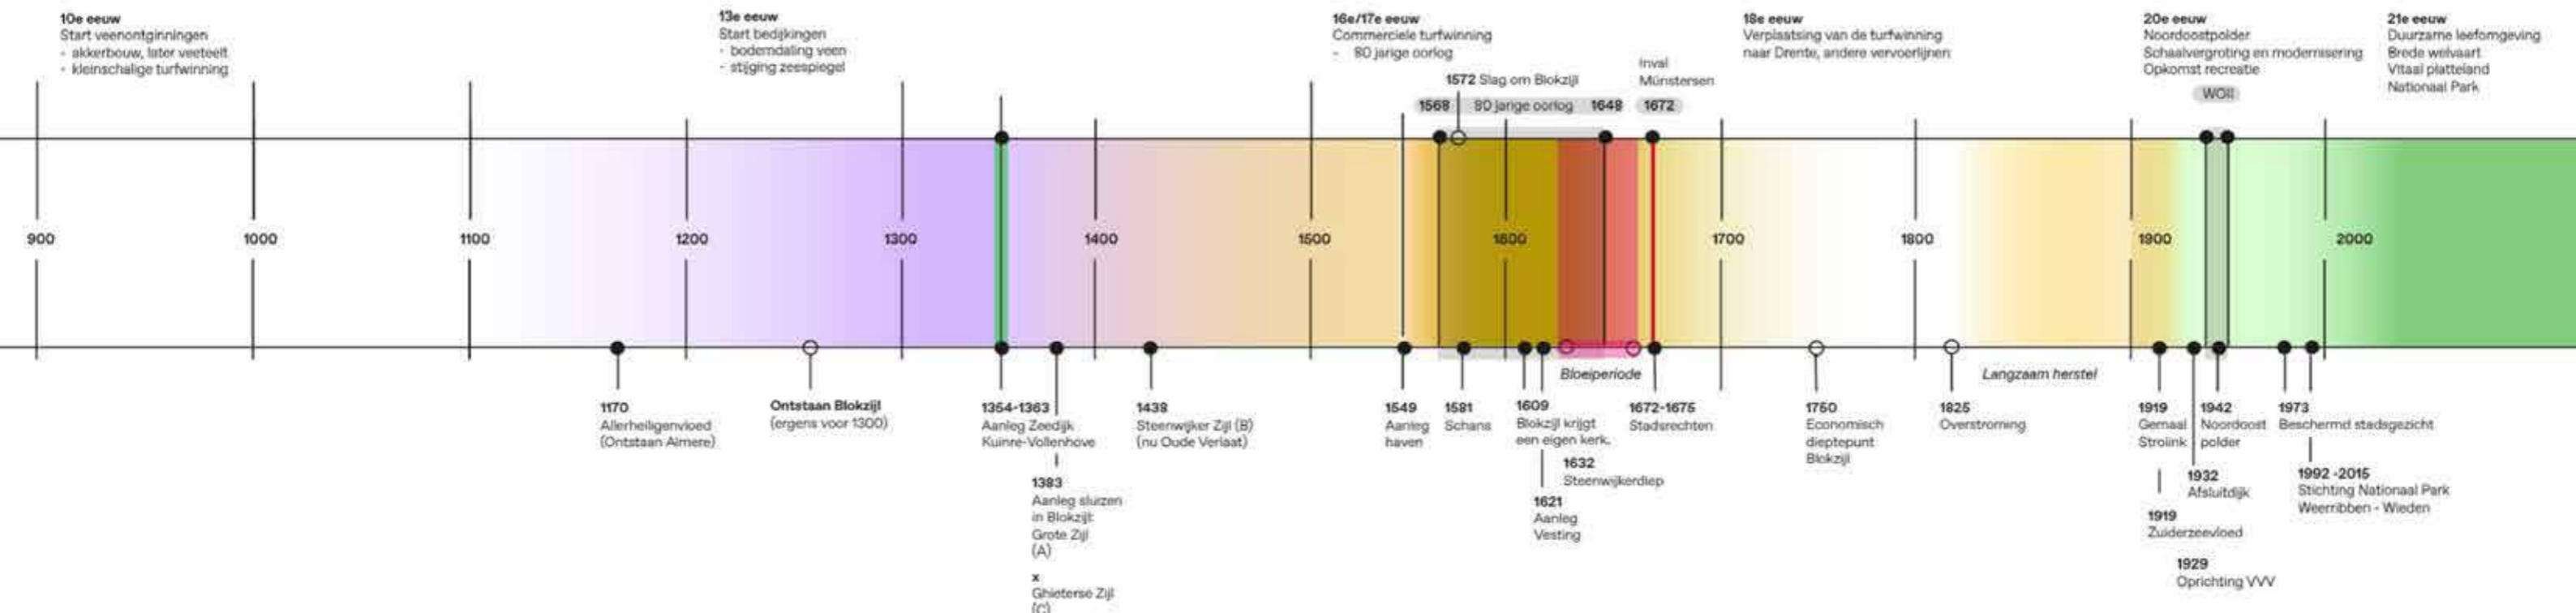 10e eeuw
Start veenontginningen
- akkerbouw, later veeteelt
- kleinschalige turfwinning
13e eeuw
Start bedijkingen
- bodemdaling veen
- stijging zeespiegel
16e/17e eeuw
Commerciele turfwinning
- 80 jarige oorlog
1572 Slag om Blokzijl
1568 80 jarige oorlog 1648
Inval
Münstersen
1672
18e eeuw
Verplaatsing van de turfwinning
naar Drente, andere vervoerlijnen
20e eeuw
Noordoostpolder
Schaalvergroting en modernisering
Opkomst recreatie
WOII
21e eeuw
Duurzame leefomgeving
Brede welvaart
Vitaal platteland
Nationaal Park
900 1000 1100 1200 1300 1400 1500 1600 1700 1800 1900 2000
Bloeiperiode
Langzaam herstel
1170
Allerheiligenvloed
(Ontstaan Almere)
Ontstaan Blokzijl
(ergens voor 1300)
1354-1363
Aanleg Zeedijk
Kuinre-Vollenhove
1383
Aanleg sluizen
in Blokzijl:
Grote Zijl
(A)
x
Ghieterse Zijl
(C)
1438
Steenwijker Zijl (B)
(nu Oude Verlaat)
1549
Aanleg
haven
1581
Schans
1609
Blokzijl krijgt
een eigen kerk.
1632
Steenwijkerdiep
1621
Aanleg
Vesting
1672-1675
Stadsrechten
1750
Economisch
dieptepunt
Blokzijl
1825
Overstroming
1919
Gemaal
Stroink
1942
Noordoost
polder
1932
Afsluitdijk
1919
Zuiderzeevloed
1929
Oprichting VVV
1973
Beschermd stadsgezicht
1992 -2015
Stichting Nationaal Park
Weerribben - Wieden